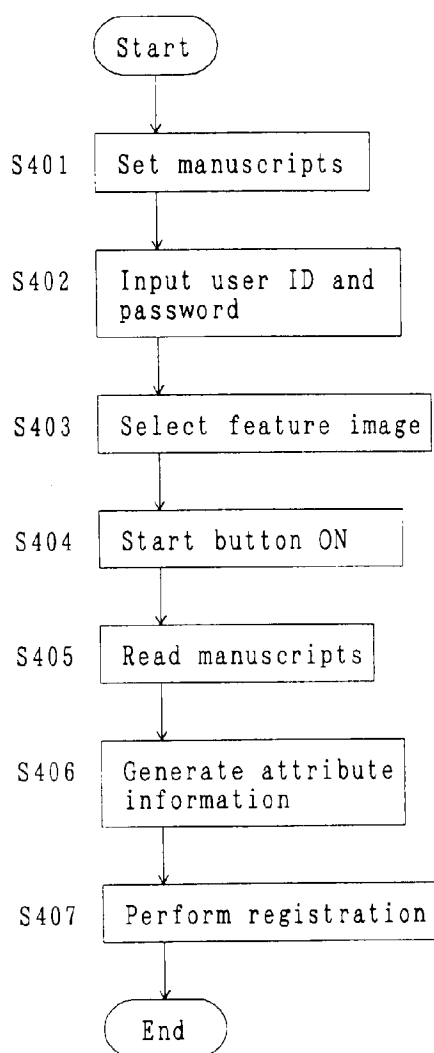 Start
S401 Set manuscripts
S402 Input user ID and
password
S403 Select feature image
S404 Start button ON
S405 Read manuscripts
S406 Generate attribute
information
S407 Perform registration
End